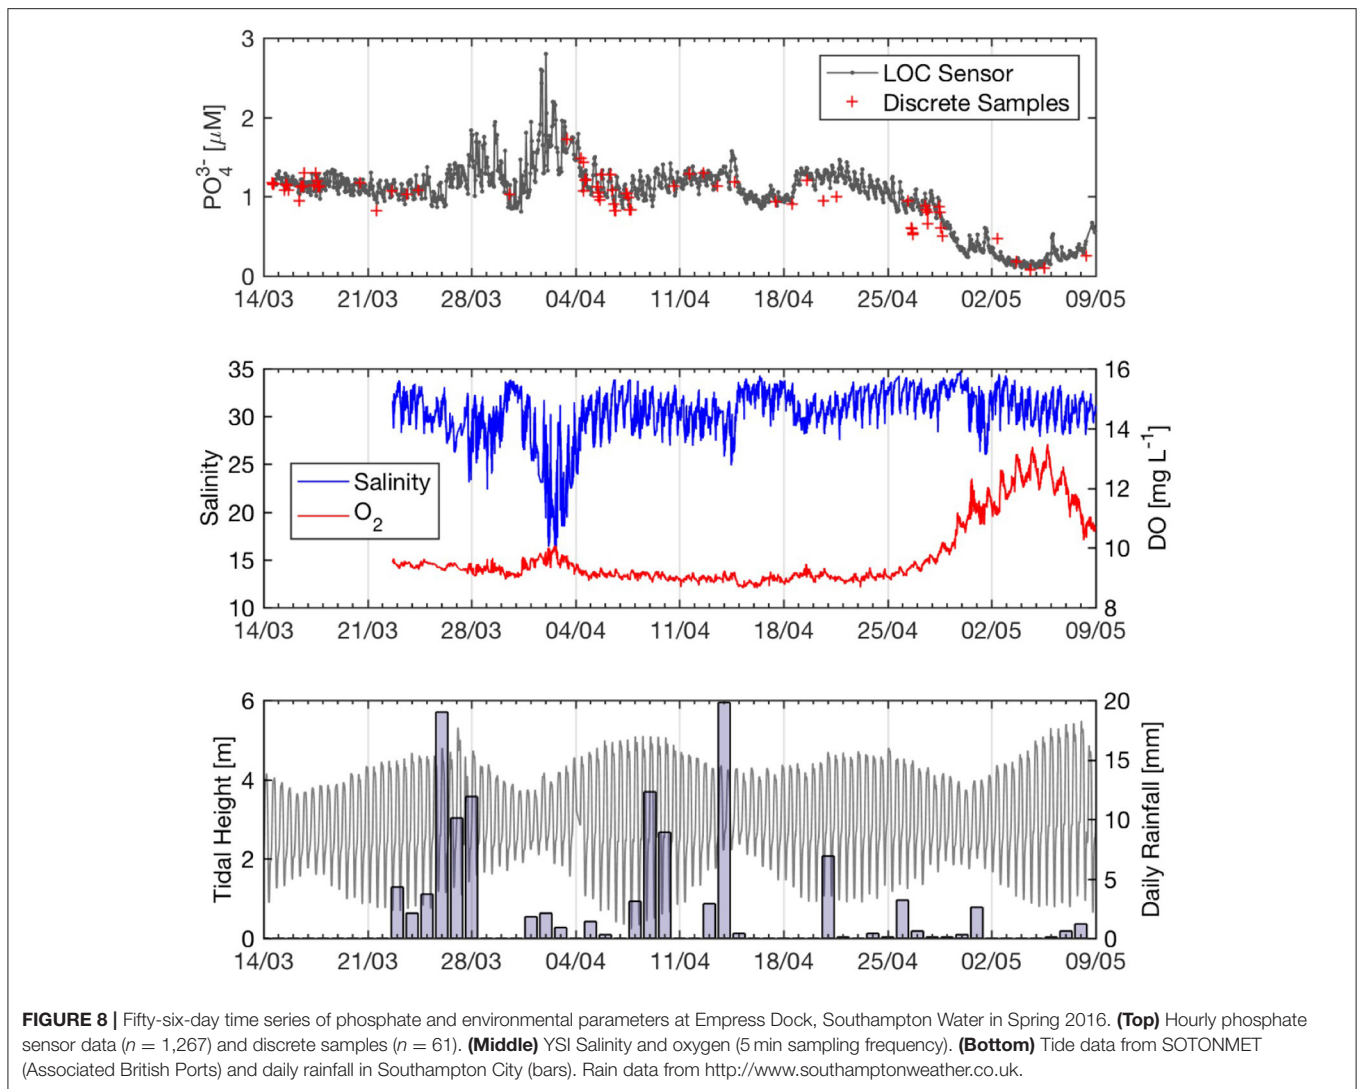 3
2
1
0
PO₄³⁻ [μM]
LOC Sensor
Discrete Samples
14/03 21/03 28/03 04/04 11/04 18/04 25/04 02/05 09/05
35
30
25
20
15
10
Salinity
Salinity
O₂
16
14
12
10
8
DO [mg L⁻¹]
14/03 21/03 28/03 04/04 11/04 18/04 25/04 02/05 09/05
6
4
2
0
Tidal Height [m]
20
15
10
5
0
Daily Rainfall [mm]
14/03 21/03 28/03 04/04 11/04 18/04 25/04 02/05 09/05
FIGURE 8 | Fifty-six-day time series of phosphate and environmental parameters at Empress Dock, Southampton Water in Spring 2016. (Top) Hourly phosphate
sensor data (n = 1,267) and discrete samples (n = 61). (Middle) YSI Salinity and oxygen (5 min sampling frequency). (Bottom) Tide data from SOTONMET
(Associated British Ports) and daily rainfall in Southampton City (bars). Rain data from http://www.southamptonweather.co.uk.